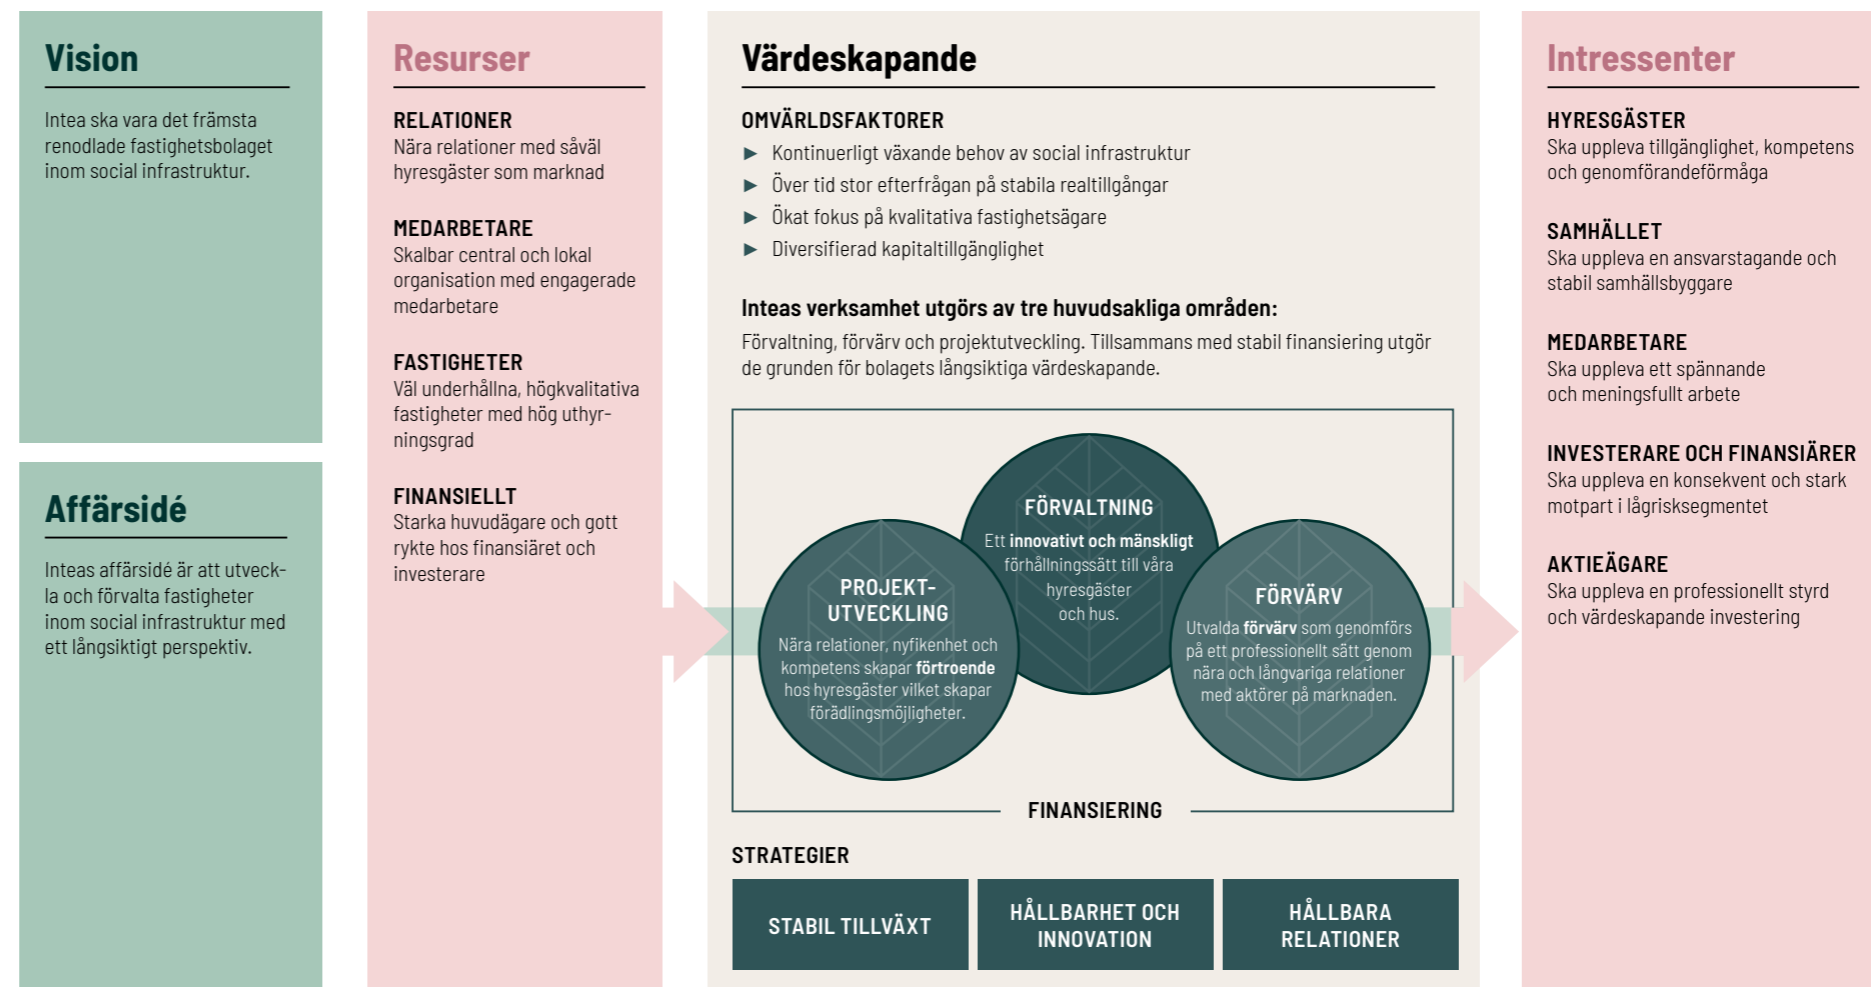 Vision
Intea ska vara det främsta
renodlade fastighetsbolaget
inom social infrastruktur.
Affärsidé
Inteas affärsidé är att utveck-
la och förvalta fastigheter
inom social infrastruktur med
ett långsiktigt perspektiv.
Resurser
RELATIONER
Nära relationer med såväl
hyresgäster som marknad
MEDARBETARE
Skalbar central och lokal
organisation med engagerade
medarbetare
FASTIGHETER
Väl underhållna, högkvalitativa
fastigheter med hög uthyr-
ningsgrad
FINANSIELLT
Starka huvudägare och gott
rykte hos finansiäret och
investerare
Värdeskapande
OMVÄRLDSFAKTORER
► Kontinuerligt växande behov av social infrastruktur
► Över tid stor efterfrågan på stabila realtillgångar
► Ökat fokus på kvalitativa fastighetsägare
► Diversifierad kapitaltillgänglighet
Inteas verksamhet utgörs av tre huvudsakliga områden:
Förvaltning, förvärv och projektutveckling. Tillsammans med stabil finansiering utgör
de grunden för bolagets långsiktiga värdeskapande.
PROJEKT-
UTVECKLING
Nära relationer, nyfikenhet och
kompetens skapar förtroende
hos hyresgäster vilket skapar
förädlingsmöjligheter.
FÖRVALTNING
Ett innovativt och mänskligt
förhållningssätt till våra
hyresgäster
och hus.
FÖRVÄRV
Utvalda förvärv som genomförs
på ett professionellt sätt genom
nära och långvariga relationer
med aktörer på marknaden.
FINANSIERING
STRATEGIER
STABIL TILLVÄXT
HÅLLBARHET OCH
INNOVATION
HÅLLBARA
RELATIONER
Intressenter
HYRESGÄSTER
Ska uppleva tillgänglighet, kompetens
och genomförandeförmåga
SAMHÄLLET
Ska uppleva en ansvarstagande och
stabil samhällsbyggare
MEDARBETARE
Ska uppleva ett spännande
och meningsfullt arbete
INVESTERARE OCH FINANSIÄRER
Ska uppleva en konsekvent och stark
motpart i lågrisksegmentet
AKTIEÄGARE
Ska uppleva en professionellt styrd
och värdeskapande investering